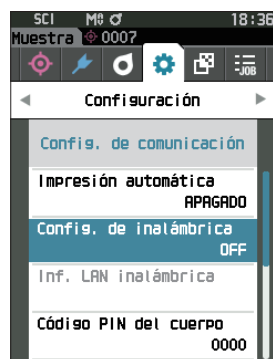 SCI M0 18:36
Muestra 0007
-JOB
Configuración
Config. de comunicación
Impresión automática
APAGADO
Config. de inalámbrica
OFF
Inf. LAN inalámbrica
Código PIN del cuerpo
0000